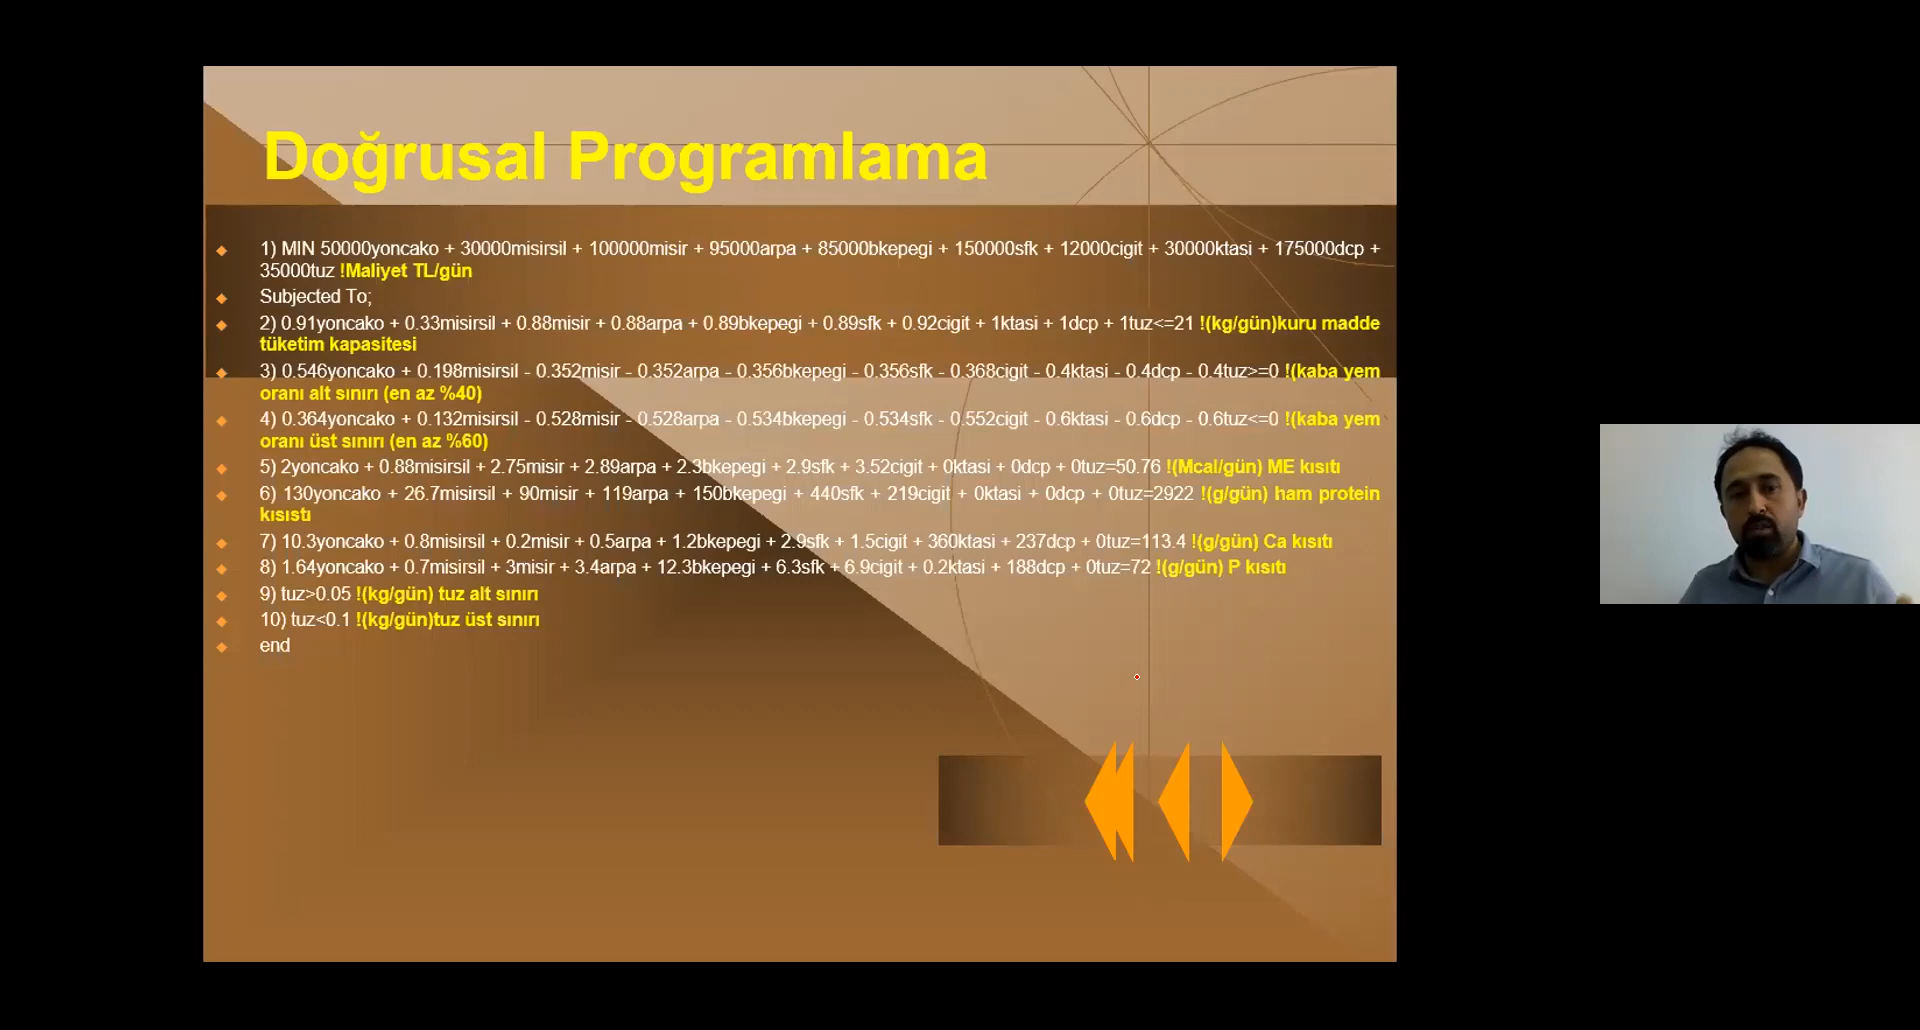 Doğrusal Programlama
1) MIN 50000yoncako + 30000misirsil + 100000misir + 95000arpa + 85000bkepegi + 150000sfk + 12000cigit + 30000ktasi + 175000dcp +
35000tuz !Maliyet TL/gün
Subjected To;
2) 0.91yoncako + 0.33misirsil + 0.88misir + 0.88arpa + 0.89bkepegi + 0.89sfk + 0.92cigit + 1ktasi + 1dcp + 1tuz<=21 !(kg/gün)kuru madde
tüketim kapasitesi
3) 0.546yoncako + 0.198misirsil - 0.352misir - 0.352arpa - 0.356bkepegi - 0.356sfk - 0.368cigit - 0.4ktasi - 0.4dcp - 0.4tuz>=0 !(kaba yem
oranı alt sınırı (en az %40)
4) 0.364yoncako + 0.132misirsil - 0.528misir - 0.528arpa - 0.534bkepegi - 0.534sfk - 0.552cigit - 0.6ktasi - 0.6dcp - 0.6tuz<=0 !(kaba yem
oranı üst sınırı (en az %60)
5) 2yoncako + 0.88misirsil + 2.75misir + 2.89arpa + 2.3bkepegi + 2.9sfk + 3.52cigit + 0ktasi + 0dcp + 0tuz=50.76 !(Mcal/gün) ME kısıtı
6) 130yoncako + 26.7misirsil + 90misir + 119arpa + 150bkepegi + 440sfk + 219cigit + 0ktasi + 0dcp + 0tuz=2922 !(g/gün) ham protein
kısıstı
7) 10.3yoncako + 0.8misirsil + 0.2misir + 0.5arpa + 1.2bkepegi + 2.9sfk + 1.5cigit + 360ktasi + 237dcp + 0tuz=113.4 !(g/gün) Ca kısıtı
8) 1.64yoncako + 0.7misirsil + 3misir + 3.4arpa + 12.3bkepegi + 6.3sfk + 6.9cigit + 0.2ktasi + 188dcp + 0tuz=72 !(g/gün) P kısıtı
9) tuz>0.05 !(kg/gün) tuz alt sınırı
10) tuz<0.1 !(kg/gün)tuz üst sınırı
end